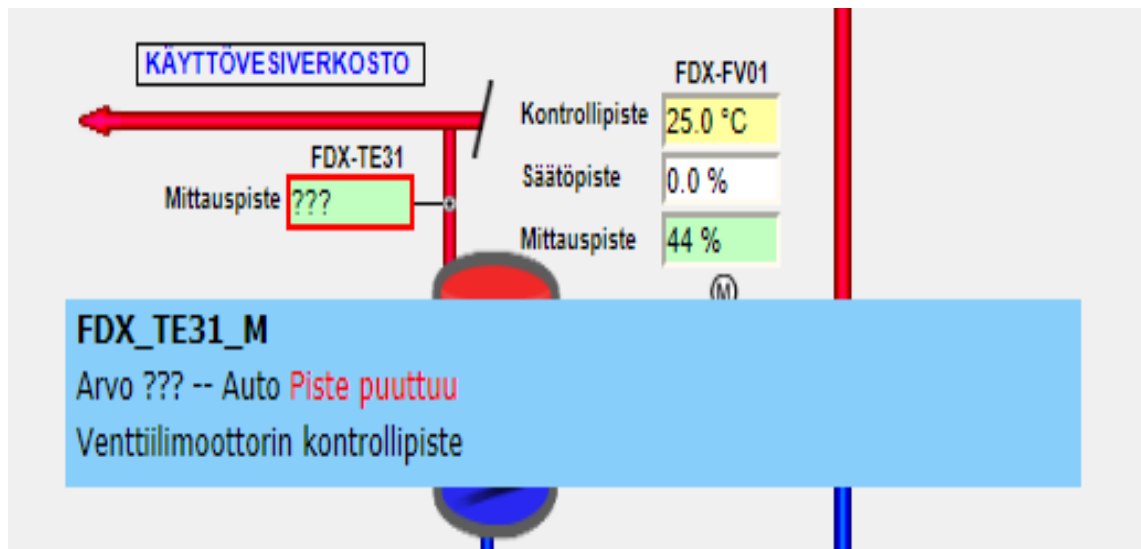 KÄYTTÖVESIVERKOSTO
FDX-FV01
Kontrollipiste 25.0 °C
FDX-TE31
Säätöpiste 0.0 %
Mittauspiste ???
Mittauspiste 44 %
M
FDX_TE31_M
Arvo ??? -- Auto Piste puuttuu
Venttiilimoottorin kontrollipiste